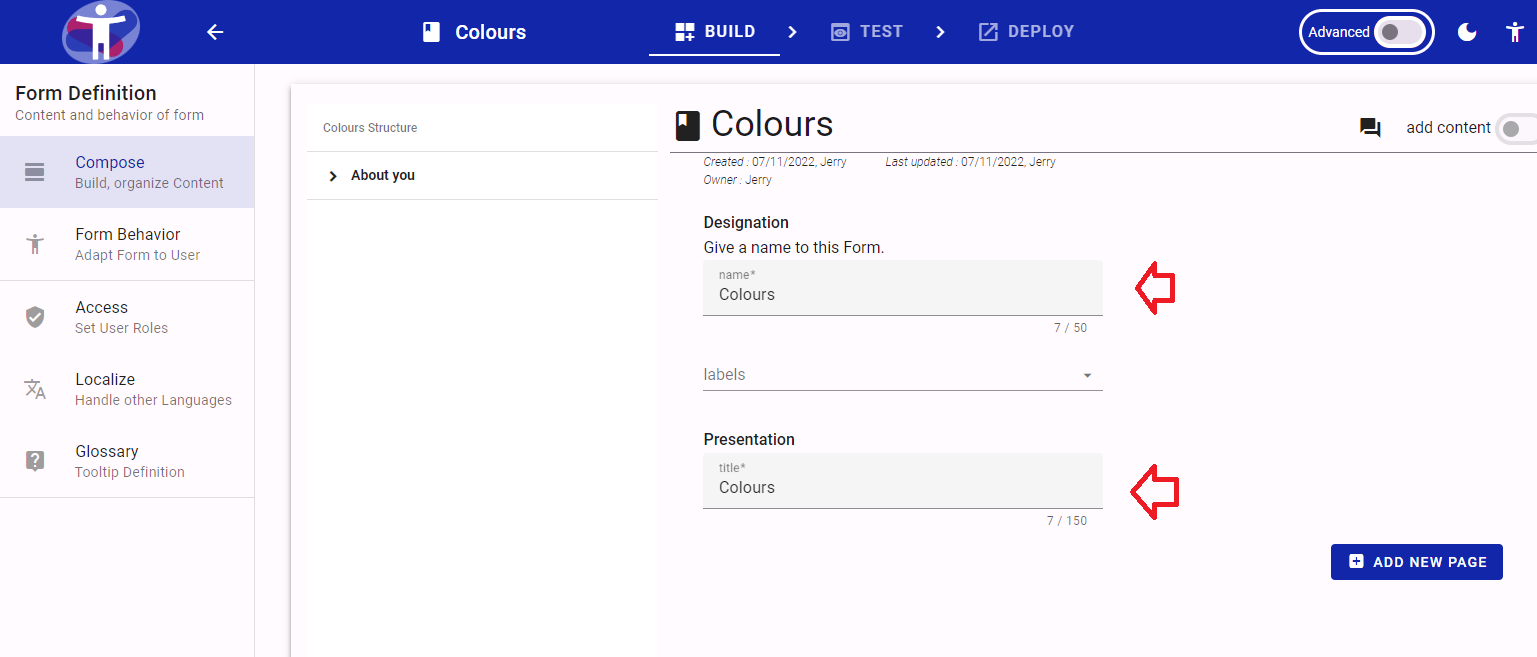 Colours
BUILD
TEST
DEPLOY
Advanced
Form Definition
Content and behavior of form
Compose
Build, organize Content
Form Behavior
Adapt Form to User
Access
Set User Roles
Localize
Handle other Languages
Glossary
Tooltip Definition
Colours Structure
About you
Colours
add content
Created : 07/11/2022, Jerry Last updated : 07/11/2022, Jerry
Owner : Jerry
Designation
Give a name to this Form.
name*
Colours
7 / 50
labels
Presentation
title*
Colours
7 / 150
ADD NEW PAGE